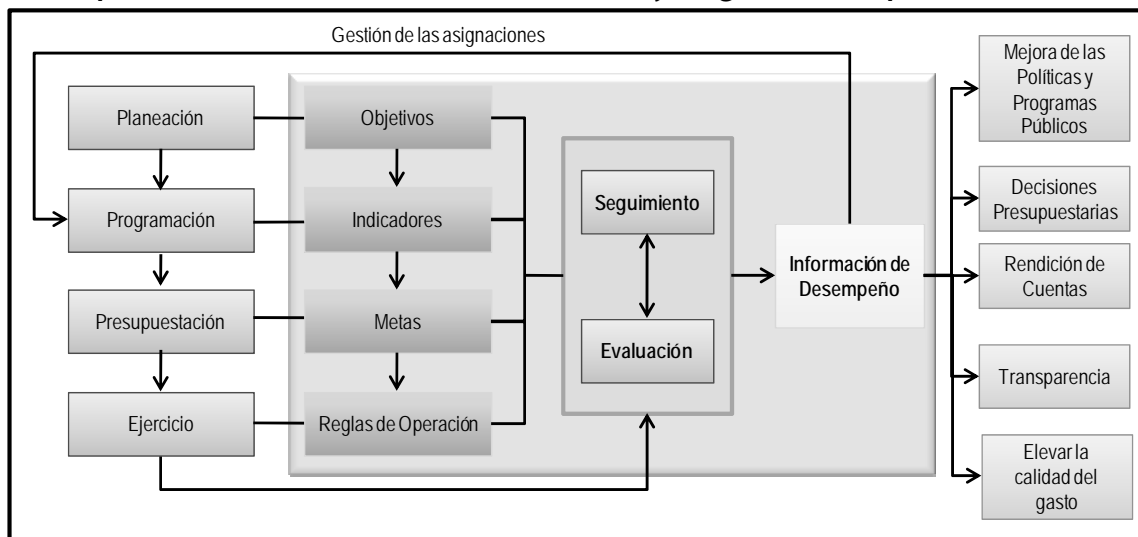 Gestión de las asignaciones
Planeación
Programación
Presupuestación
Ejercicio
Objetivos
Indicadores
Metas
Reglas de Operación
Seguimiento
Evaluación
Información de
Desempeño
Mejora de las
Políticas y
Programas
Públicos
Decisiones
Presupuestarias
Rendición de
Cuentas
Transparencia
Elevar la
calidad del
gasto